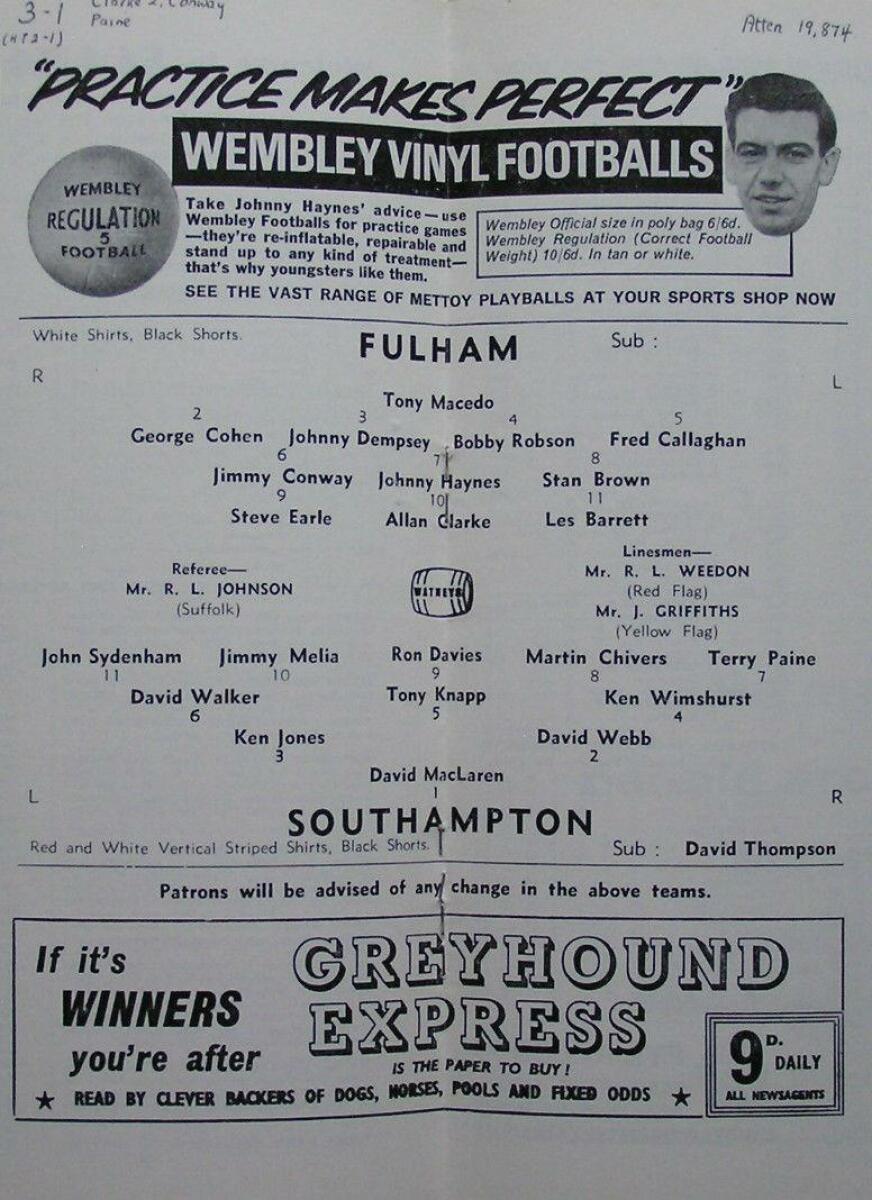 3-1 Clarke 2, Conway
(HT 2-1) Paine
Atten 19,874
"PRACTICE MAKES PERFECT"
WEMBLEY VINYL FOOTBALLS
WEMBLEY
REGULATION
5
FOOTBALL
Take Johnny Haynes' advice—use
Wembley Footballs for practice games
—they're re-inflatable, repairable and
stand up to any kind of treatment—
that's why youngsters like them.
Wembley Official size in poly bag 6/6d.
Wembley Regulation (Correct Football
Weight) 10/6d. In tan or white.
SEE THE VAST RANGE OF METTOY PLAYBALLS AT YOUR SPORTS SHOP NOW
White Shirts, Black Shorts.
FULHAM
Sub :
R
L
Tony Macedo
2 3 4 5
George Cohen Johnny Dempsey Bobby Robson Fred Callaghan
6 7 8
Jimmy Conway Johnny Haynes Stan Brown
9 10 11
Steve Earle Allan Clarke Les Barrett
Referee—
Mr. R. L. JOHNSON
(Suffolk)
WATNEYS
Linesmen—
Mr. R. L. WEEDON
(Red Flag)
Mr. J. GRIFFITHS
(Yellow Flag)
John Sydenham Jimmy Melia Ron Davies Martin Chivers Terry Paine
11 10 9 8 7
David Walker Tony Knapp Ken Wimshurst
6 5 4
Ken Jones David Webb
3 2
David MacLaren
1
L
R
SOUTHAMPTON
Red and White Vertical Striped Shirts, Black Shorts.
Sub : David Thompson
Patrons will be advised of any change in the above teams.
If it's
WINNERS
you're after
GREYHOUND
EXPRESS
IS THE PAPER TO BUY!
★ READ BY CLEVER BACKERS OF DOGS, HORSES, POOLS AND FIXED ODDS ★
9D. DAILY
ALL NEWSAGENTS